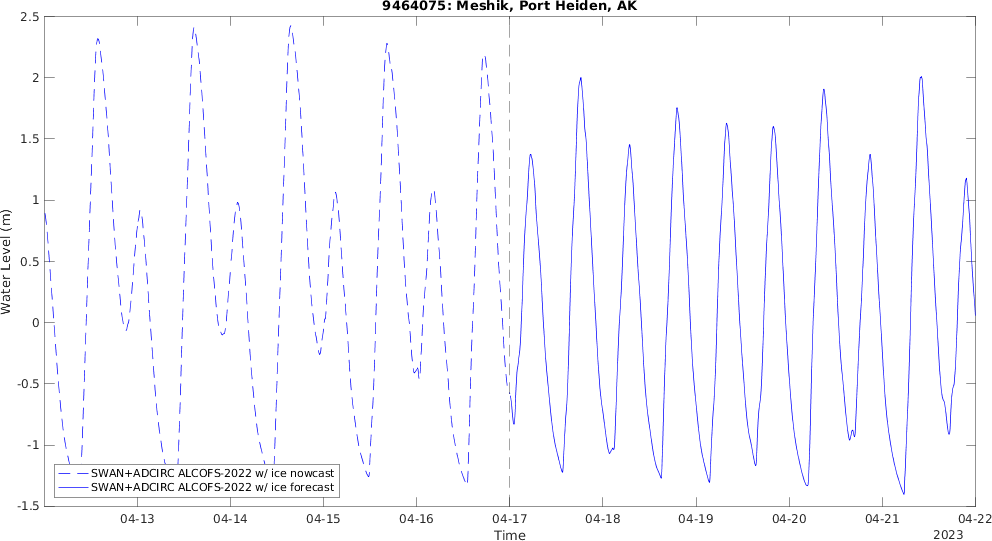 9464075: Meshik, Port Heiden, AK
Water Level (m)
2.5
2
1.5
1
0.5
0
-0.5
-1
-1.5
SWAN+ADCIRC ALCOFS-2022 w/ ice nowcast
SWAN+ADCIRC ALCOFS-2022 w/ ice forecast
04-13 04-14 04-15 04-16 04-17 04-18 04-19 04-20 04-21 04-22
Time
2023